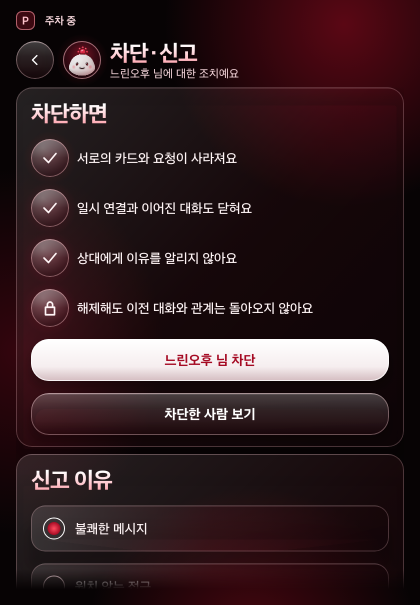 P 주차 중
차단·신고
느린오후 님에 대한 조치예요
차단하면
서로의 카드와 요청이 사라져요
일시 연결과 이어진 대화도 닫혀요
상대에게 이유를 알리지 않아요
해제해도 이전 대화와 관계는 돌아오지 않아요
느린오후 님 차단
차단한 사람 보기
신고 이유
불쾌한 메시지